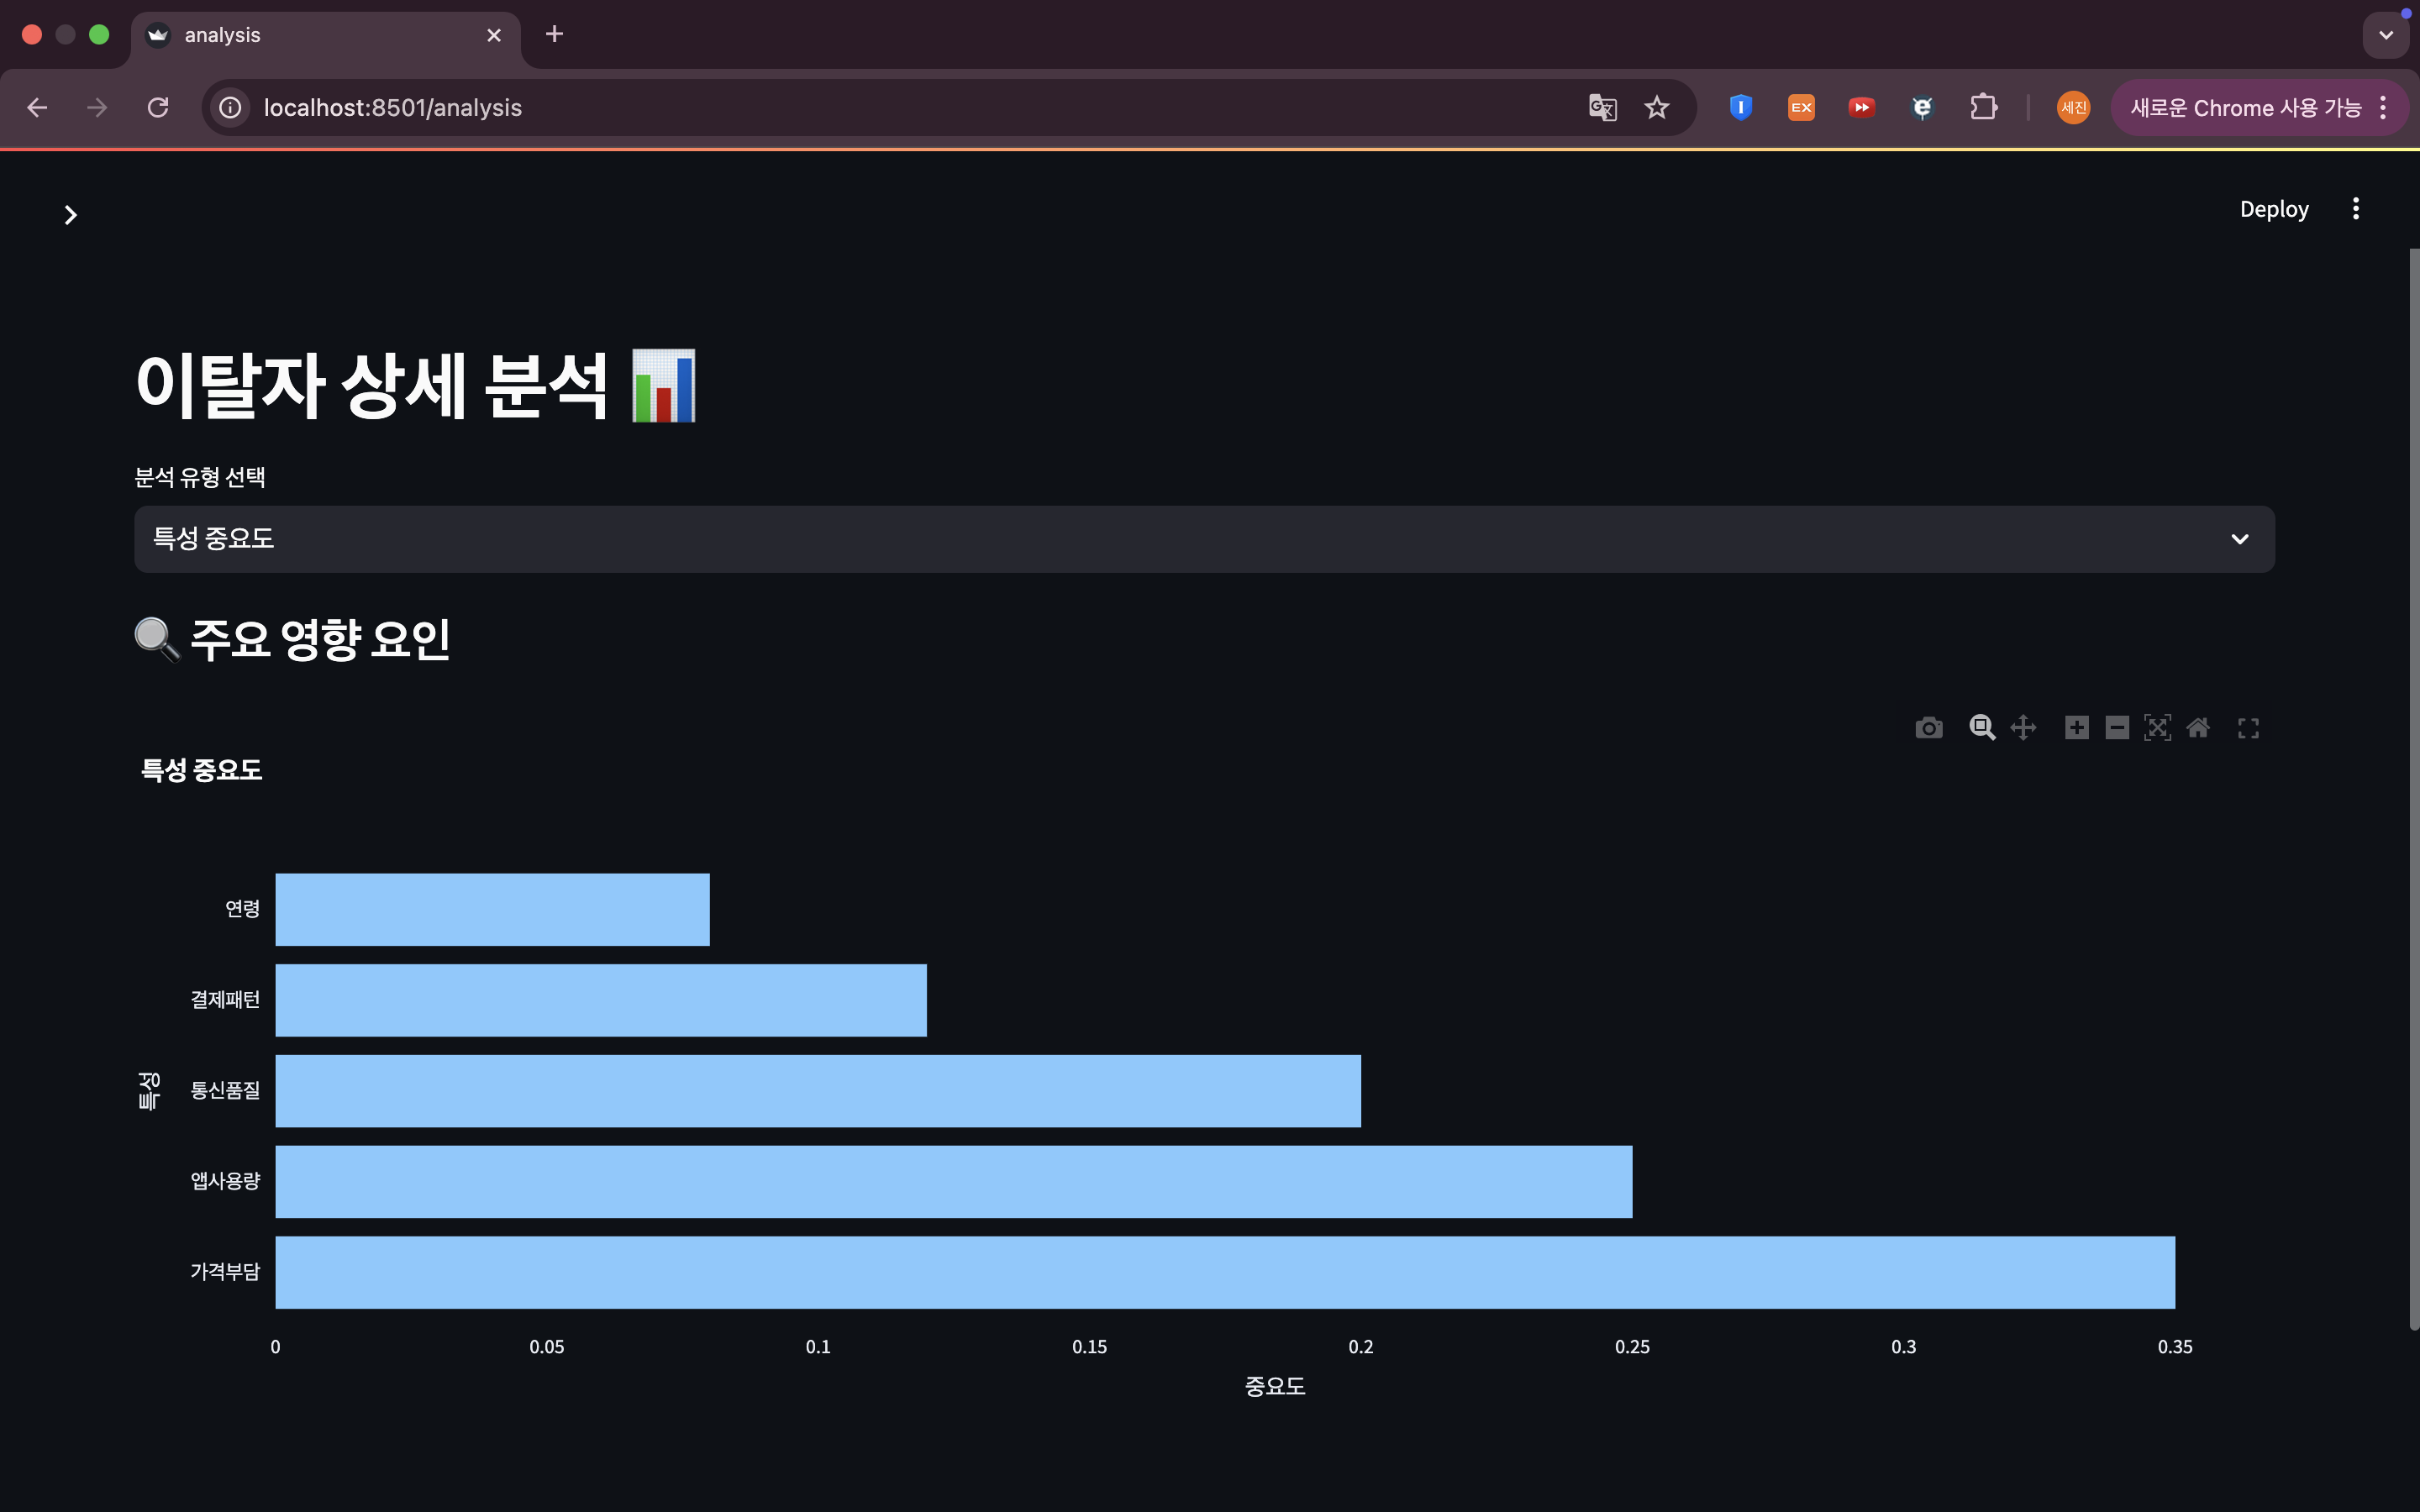 analysis
localhost:8501/analysis
세진
새로운 Chrome 사용 가능
EX
Deploy
이탈자 상세 분석
분석 유형 선택
특성 중요도
주요 영향 요인
특성 중요도
연령
결제패턴
통신품질
앱사용량
가격부담
특성
0 0.05 0.1 0.15 0.2 0.25 0.3 0.35
중요도